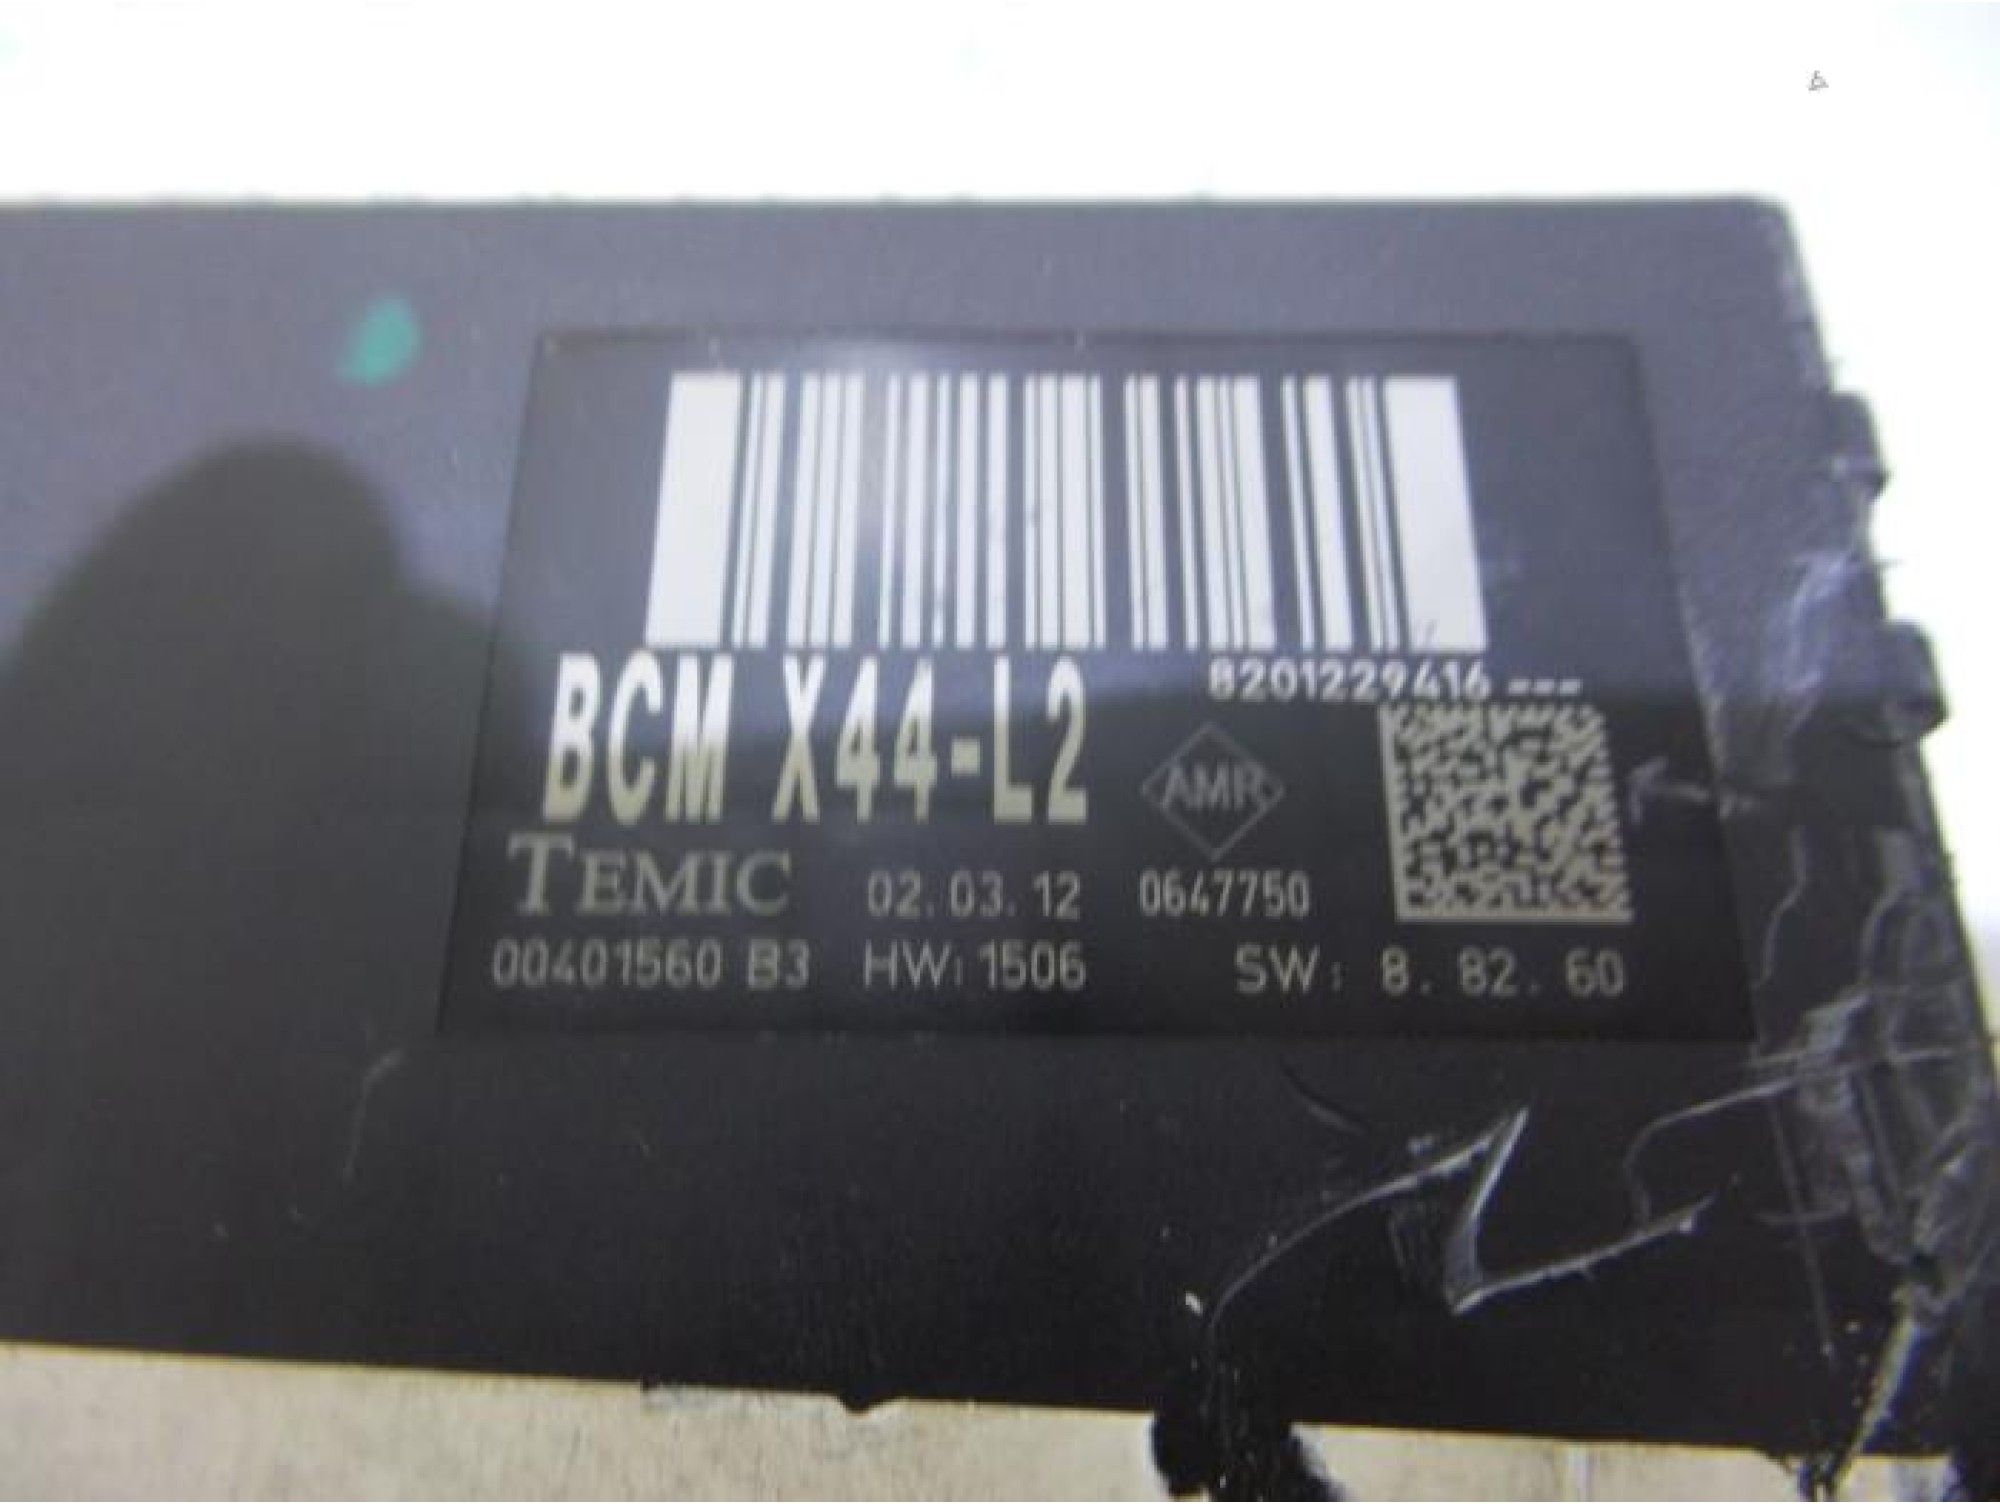 8201229416 ---
BCM X44-L2
AMR
TEMIC 02.03.12 0647750
00401560 B3 HW: 1506 SW: 8. 82. 60